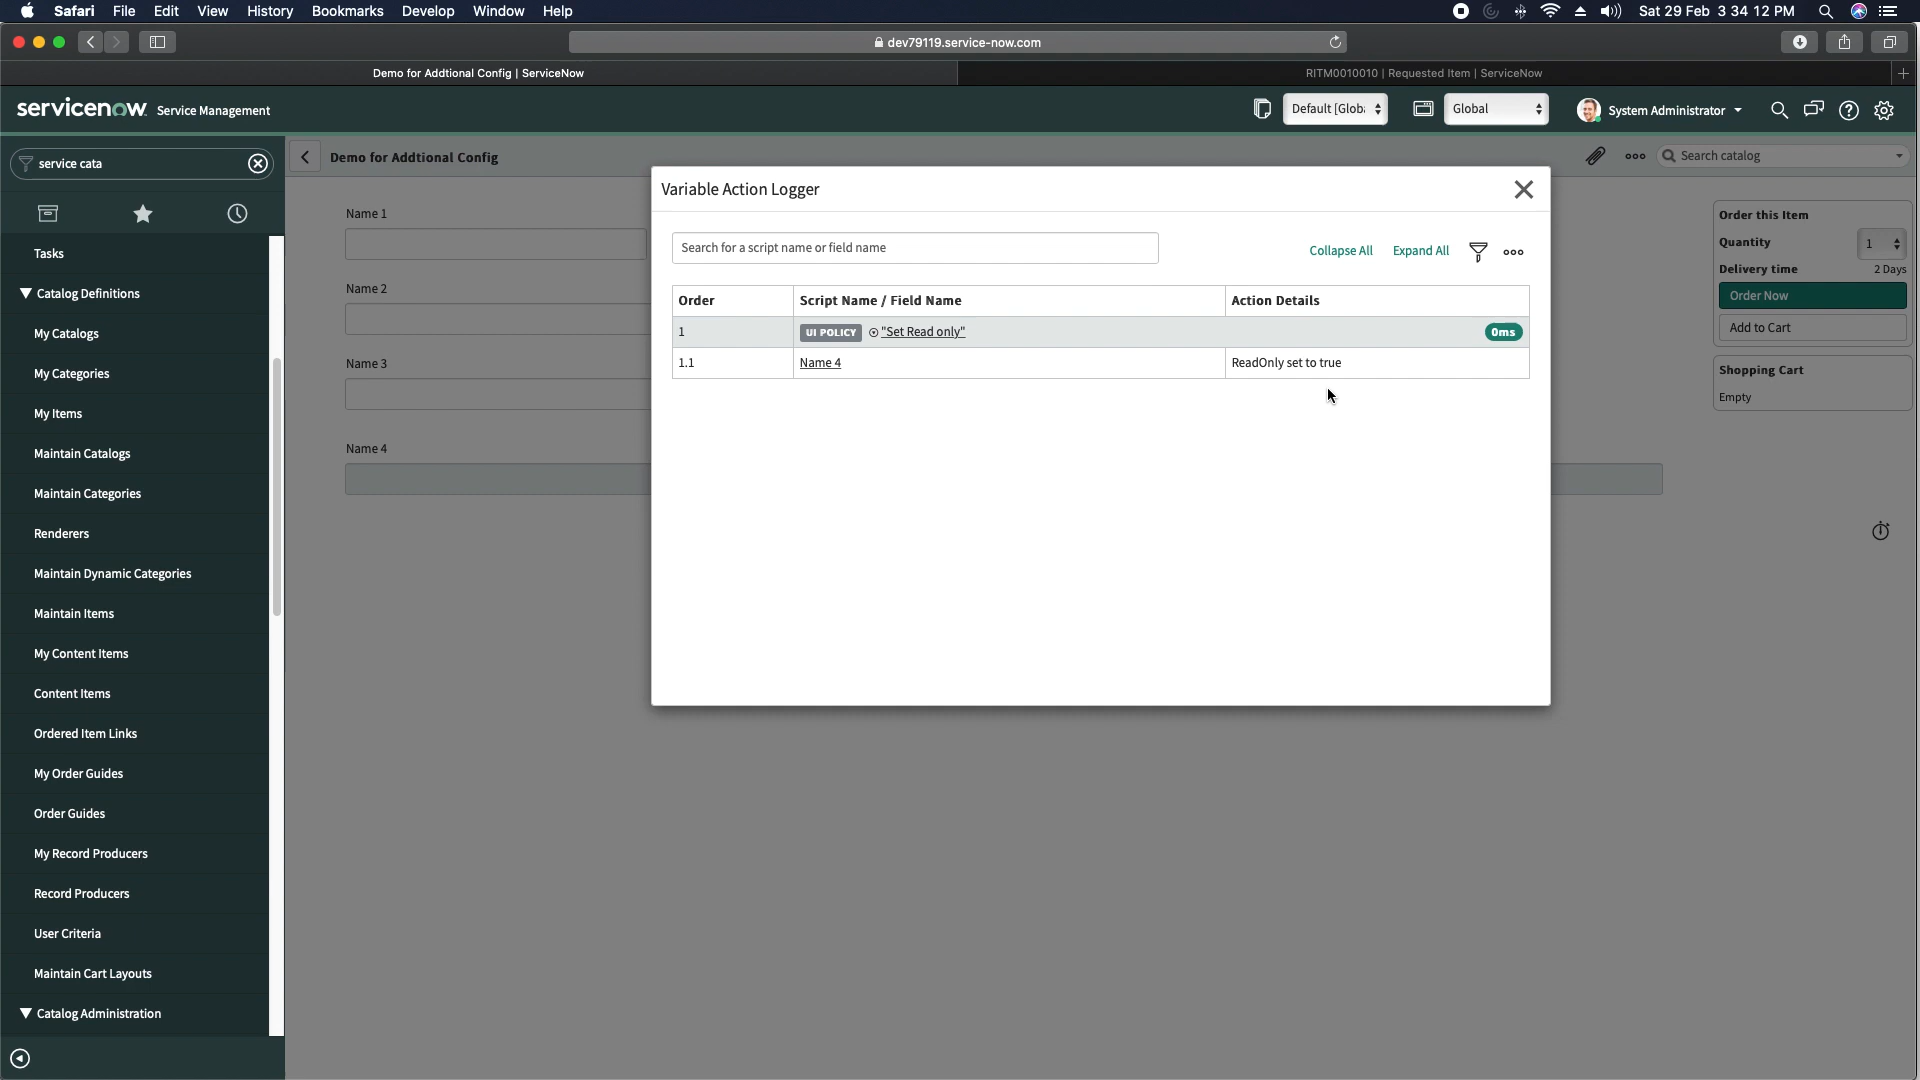 Safari File Edit View History Bookmarks Develop Window Help Sat 29 Feb 3 34 12 PM
dev79119.service-now.com
Demo for Addtional Config | ServiceNow
RITM0010010 | Requested Item | ServiceNow
servicenow Service Management
Default [Globa
Global
System Administrator
service cata
Demo for Addtional Config
Search catalog
Tasks
Catalog Definitions
My Catalogs
My Categories
My Items
Maintain Catalogs
Maintain Categories
Renderers
Maintain Dynamic Categories
Maintain Items
My Content Items
Content Items
Ordered Item Links
My Order Guides
Order Guides
My Record Producers
Record Producers
User Criteria
Maintain Cart Layouts
Catalog Administration
Name 1
Name 2
Name 3
Name 4
Variable Action Logger
Search for a script name or field name
Collapse All Expand All
Order Script Name / Field Name Action Details
1 UI POLICY "Set Read only" 0ms
1.1 Name 4 ReadOnly set to true
Order this Item
Quantity 1
Delivery time 2 Days
Order Now
Add to Cart
Shopping Cart
Empty